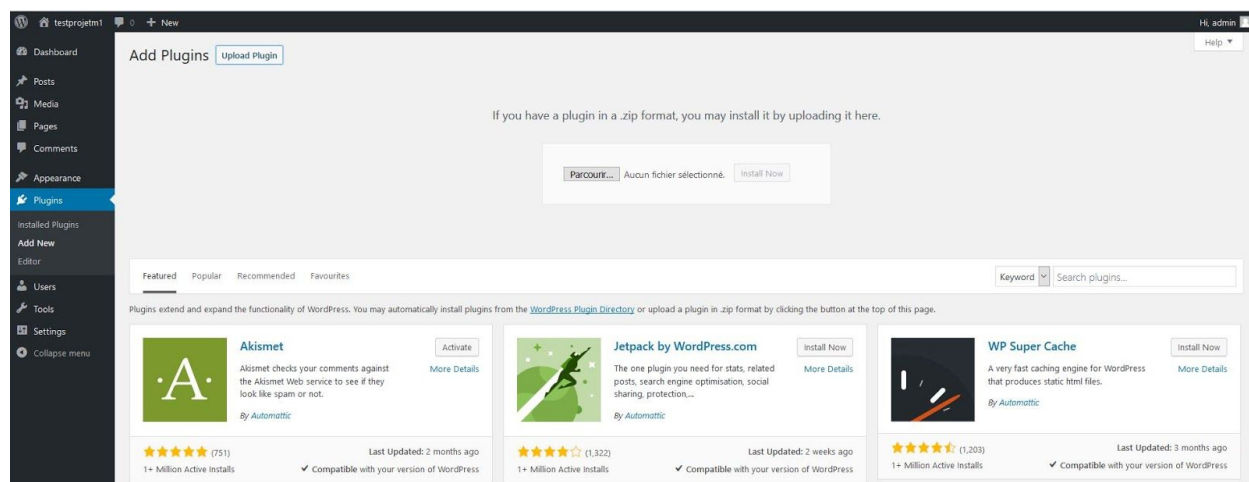 testprojetm1 0 + New Hi, admin
Help
Dashboard
Posts
Media
Pages
Comments
Appearance
Plugins
Installed Plugins
Add New
Editor
Users
Tools
Settings
Collapse menu
Add Plugins Upload Plugin
If you have a plugin in a .zip format, you may install it by uploading it here.
Parcourir... Aucun fichier sélectionné. Install Now
Featured Popular Recommended Favourites Keyword Search plugins...
Plugins extend and expand the functionality of WordPress. You may automatically install plugins from the WordPress Plugin Directory or upload a plugin in .zip format by clicking the button at the top of this page.
·A·
Akismet
Activate
More Details
Akismet checks your comments against
the Akismet Web service to see if they
look like spam or not.
By Automattic
(751)
Last Updated: 2 months ago
1+ Million Active Installs
✔ Compatible with your version of WordPress
Jetpack by WordPress.com
Install Now
More Details
The one plugin you need for stats, related
posts, search engine optimisation, social
sharing, protection,...
By Automattic
(1,322)
Last Updated: 2 weeks ago
1+ Million Active Installs
✔ Compatible with your version of WordPress
WP Super Cache
Install Now
More Details
A very fast caching engine for WordPress
that produces static html files.
By Automattic
(1,203)
Last Updated: 3 months ago
1+ Million Active Installs
✔ Compatible with your version of WordPress